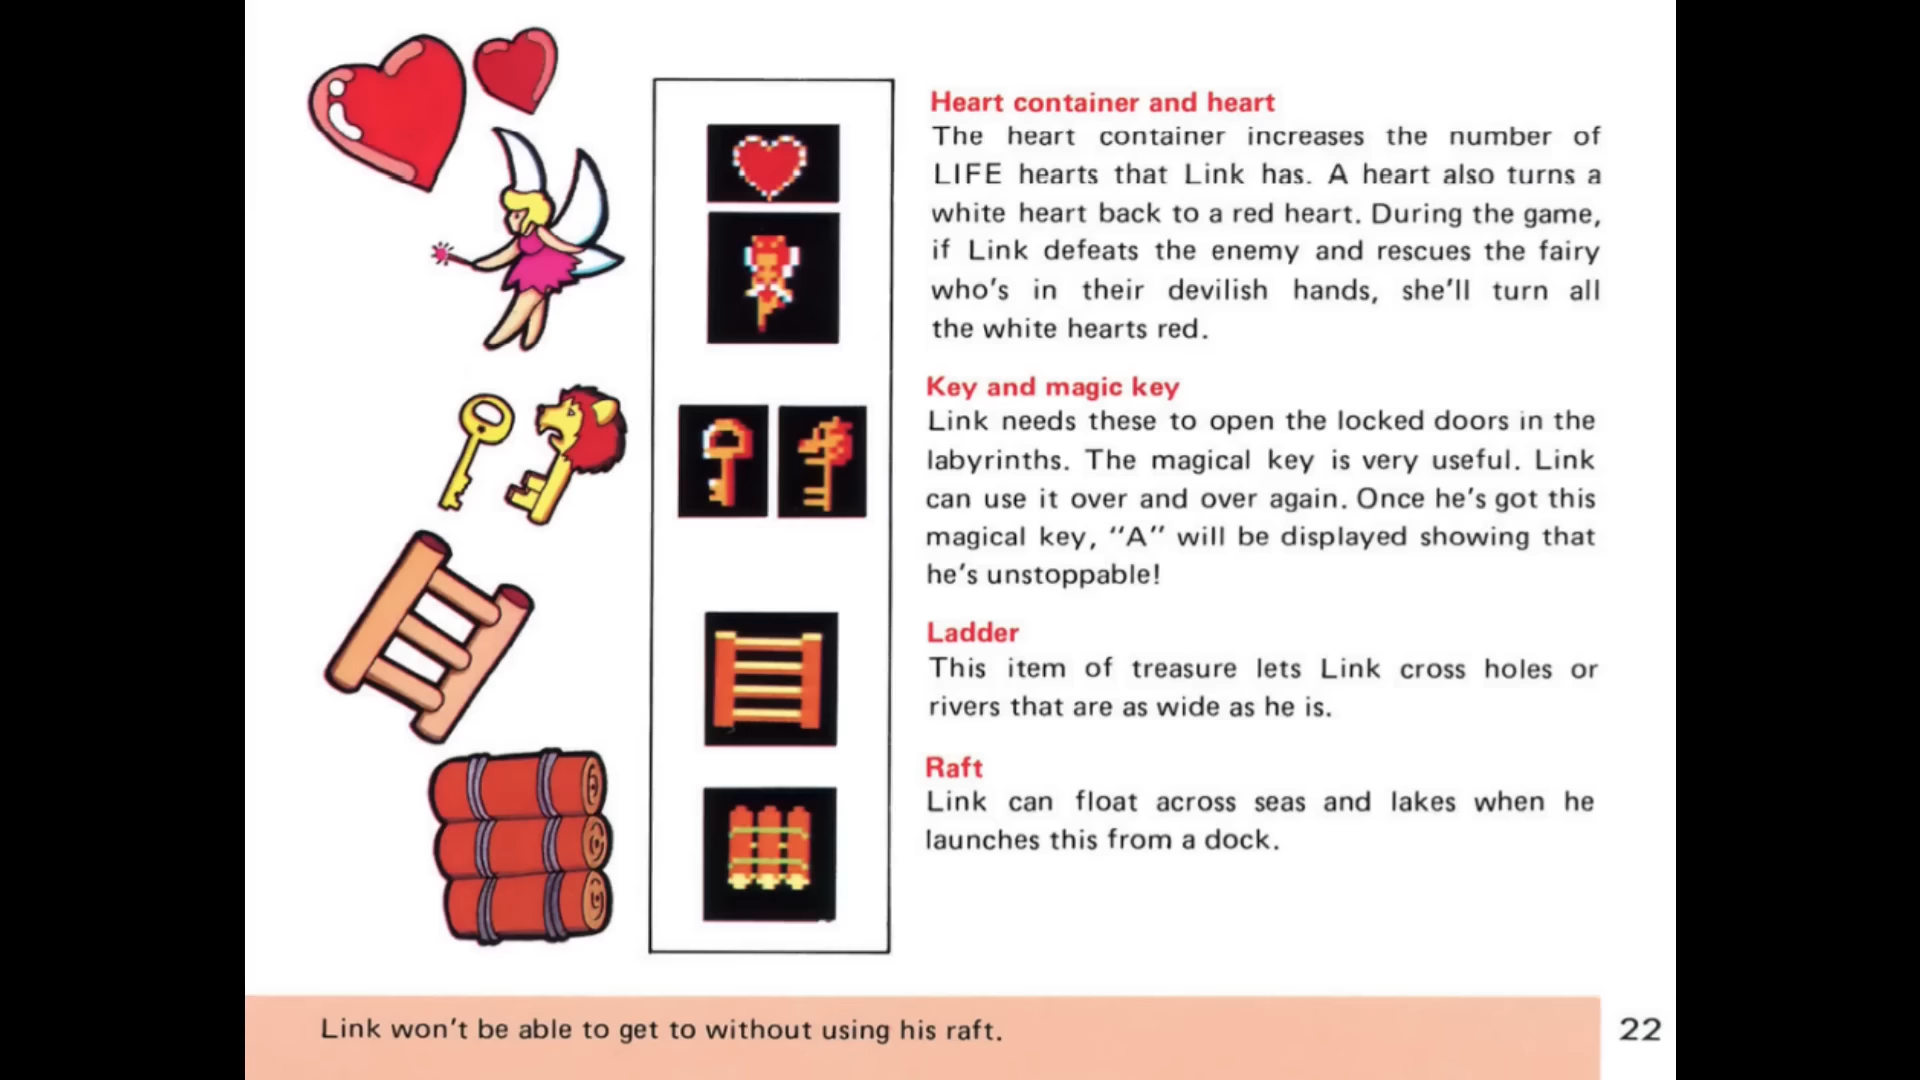 Heart container and heart
The heart container increases the number of
LIFE hearts that Link has. A heart also turns a
white heart back to a red heart. During the game,
if Link defeats the enemy and rescues the fairy
who's in their devilish hands, she'll turn all
the white hearts red.
Key and magic key
Link needs these to open the locked doors in the
labyrinths. The magical key is very useful. Link
can use it over and over again. Once he's got this
magical key, "A" will be displayed showing that
he's unstoppable!
Ladder
This item of treasure lets Link cross holes or
rivers that are as wide as he is.
Raft
Link can float across seas and lakes when he
launches this from a dock.
Link won't be able to get to without using his raft.
22